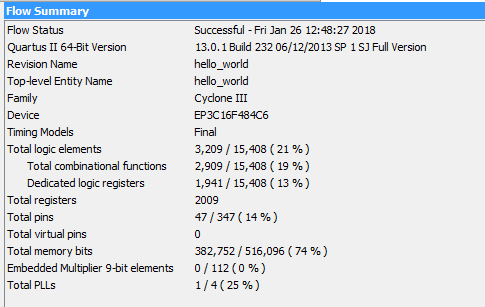 Flow Summary
Flow Status Successful - Fri Jan 26 12:48:27 2018
Quartus II 64-Bit Version 13.0.1 Build 232 06/12/2013 SP 1 SJ Full Version
Revision Name hello_world
Top-level Entity Name hello_world
Family Cyclone III
Device EP3C16F484C6
Timing Models Final
Total logic elements 3,209 / 15,408 ( 21 % )
Total combinational functions 2,909 / 15,408 ( 19 % )
Dedicated logic registers 1,941 / 15,408 ( 13 % )
Total registers 2009
Total pins 47 / 347 ( 14 % )
Total virtual pins 0
Total memory bits 382,752 / 516,096 ( 74 % )
Embedded Multiplier 9-bit elements 0 / 112 ( 0 % )
Total PLLs 1 / 4 ( 25 % )